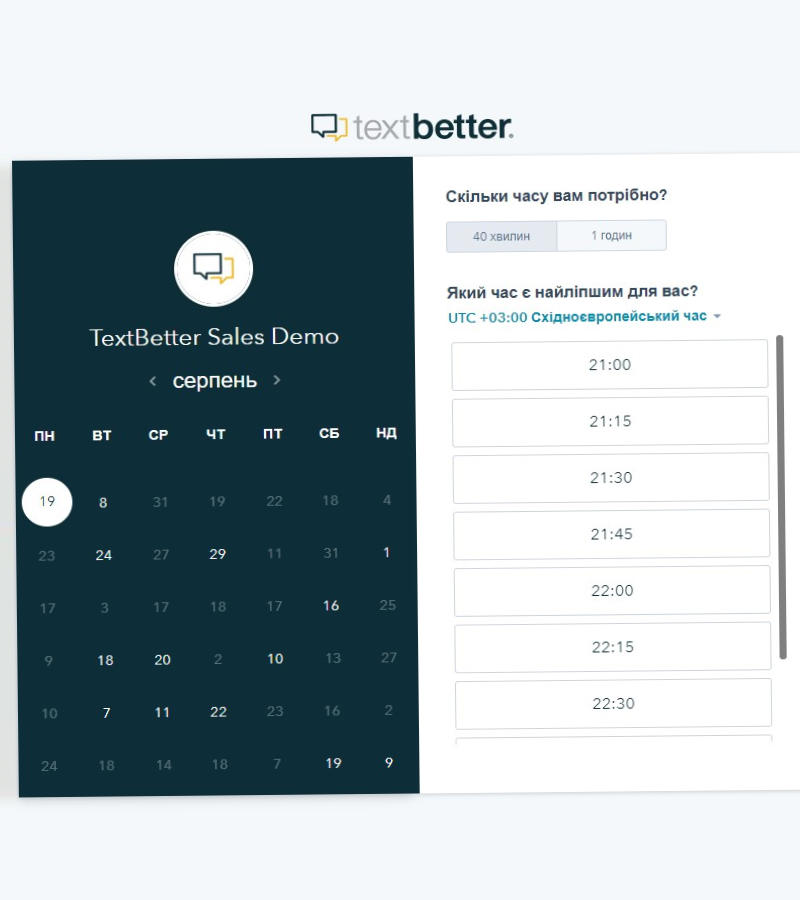 textbetter.
TextBetter Sales Demo
серпень
ПН ВТ СР ЧТ ПТ СБ НД
19 8 31 19 22 18 4
23 24 27 29 11 31 1
17 3 17 18 17 16 25
9 18 20 2 10 13 27
10 7 11 22 23 16 2
24 18 14 18 7 19 9
Скільки часу вам потрібно?
40 хвилин 1 годин
Який час є найліпшим для вас?
UTC +03:00 Східноєвропейський час
21:00
21:15
21:30
21:45
22:00
22:15
22:30